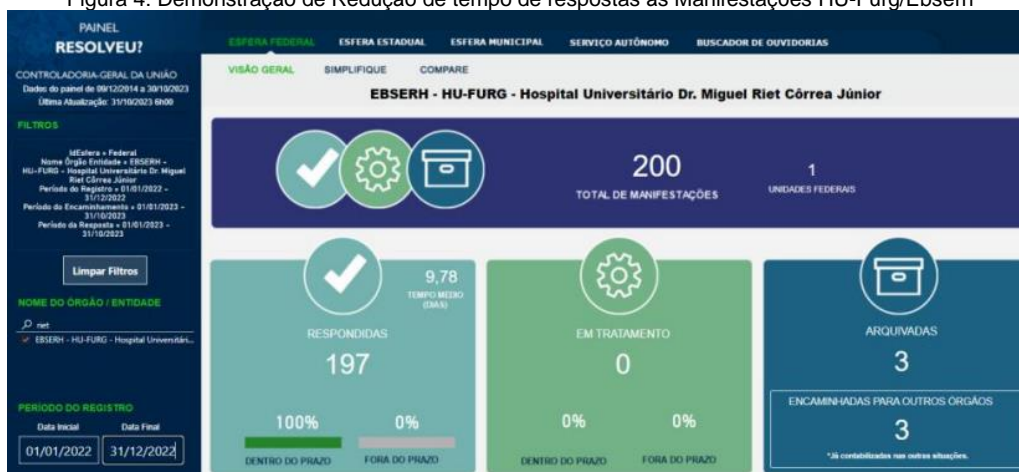 Figura 4. Demonstração de Redução de tempo de respostas às Manifestações HU-Furg/Ebserh
PAINEL
RESOLVEU?
CONTROLADORIA-GERAL DA UNIÃO
Dados do painel de 09/12/2014 a 30/10/2023
Última Atualização: 31/10/2023 6h00
FILTROS
IdEsfera = Federal
Nome Órgão Entidade = EBSERH -
HU-FURG - Hospital Universitário Dr. Miguel
Riet Côrrea Júnior
Período do Registro = 01/01/2022 -
31/12/2022
Período do Encaminhamento = 01/01/2023 -
31/10/2023
Período da Resposta = 01/01/2023 -
31/10/2023
Limpar Filtros
NOME DO ÓRGÃO / ENTIDADE
riet
EBSERH - HU-FURG - Hospital Universitári...
PERÍODO DO REGISTRO
Data Inicial Data Final
01/01/2022 31/12/2022
ESFERA FEDERAL ESFERA ESTADUAL ESFERA MUNICIPAL SERVIÇO AUTÔNOMO BUSCADOR DE OUVIDORIAS
VISÃO GERAL SIMPLIFIQUE COMPARE
EBSERH - HU-FURG - Hospital Universitário Dr. Miguel Riet Côrrea Júnior
200
TOTAL DE MANIFESTAÇÕES
1
UNIDADES FEDERAIS
9,78
TEMPO MÉDIO
(DIAS)
RESPONDIDAS
197
100% 0%
DENTRO DO PRAZO FORA DO PRAZO
EM TRATAMENTO
0
0% 0%
DENTRO DO PRAZO FORA DO PRAZO
ARQUIVADAS
3
ENCAMINHADAS PARA OUTROS ÓRGÃOS
3
*Já contabilizadas nas outras situações.